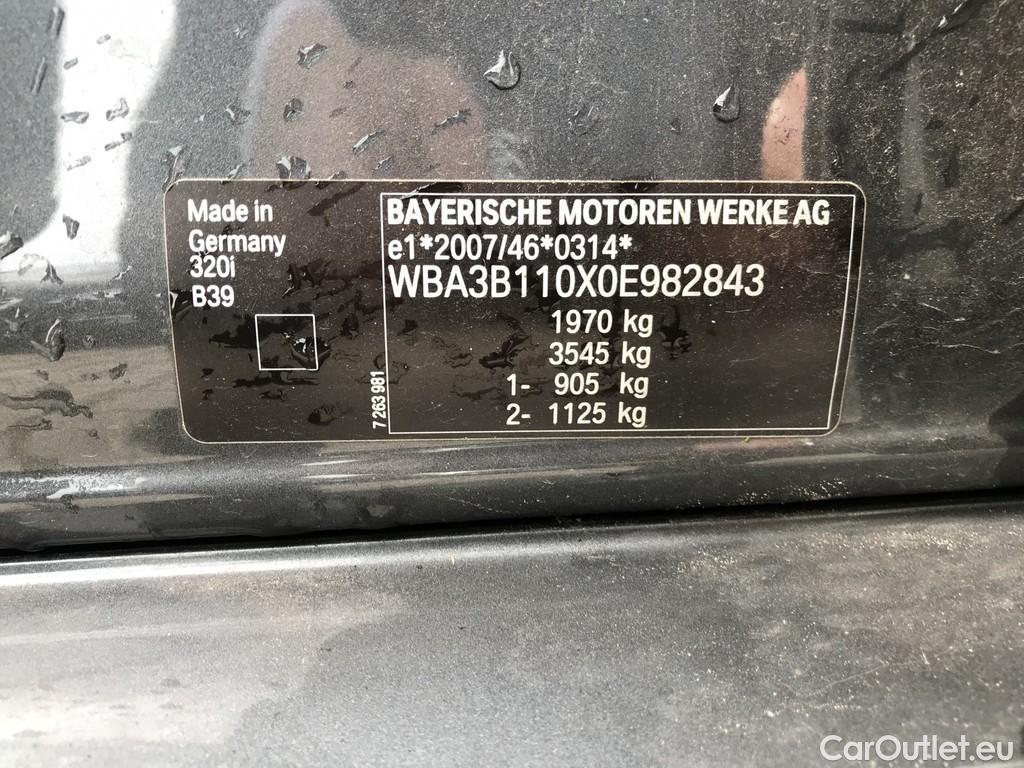 Made in
Germany
320i
B39
7 263 981
BAYERISCHE MOTOREN WERKE AG
e1*2007/46*0314*
WBA3B110X0E982843
1970 kg
3545 kg
1- 905 kg
2- 1125 kg
CarOutlet.eu